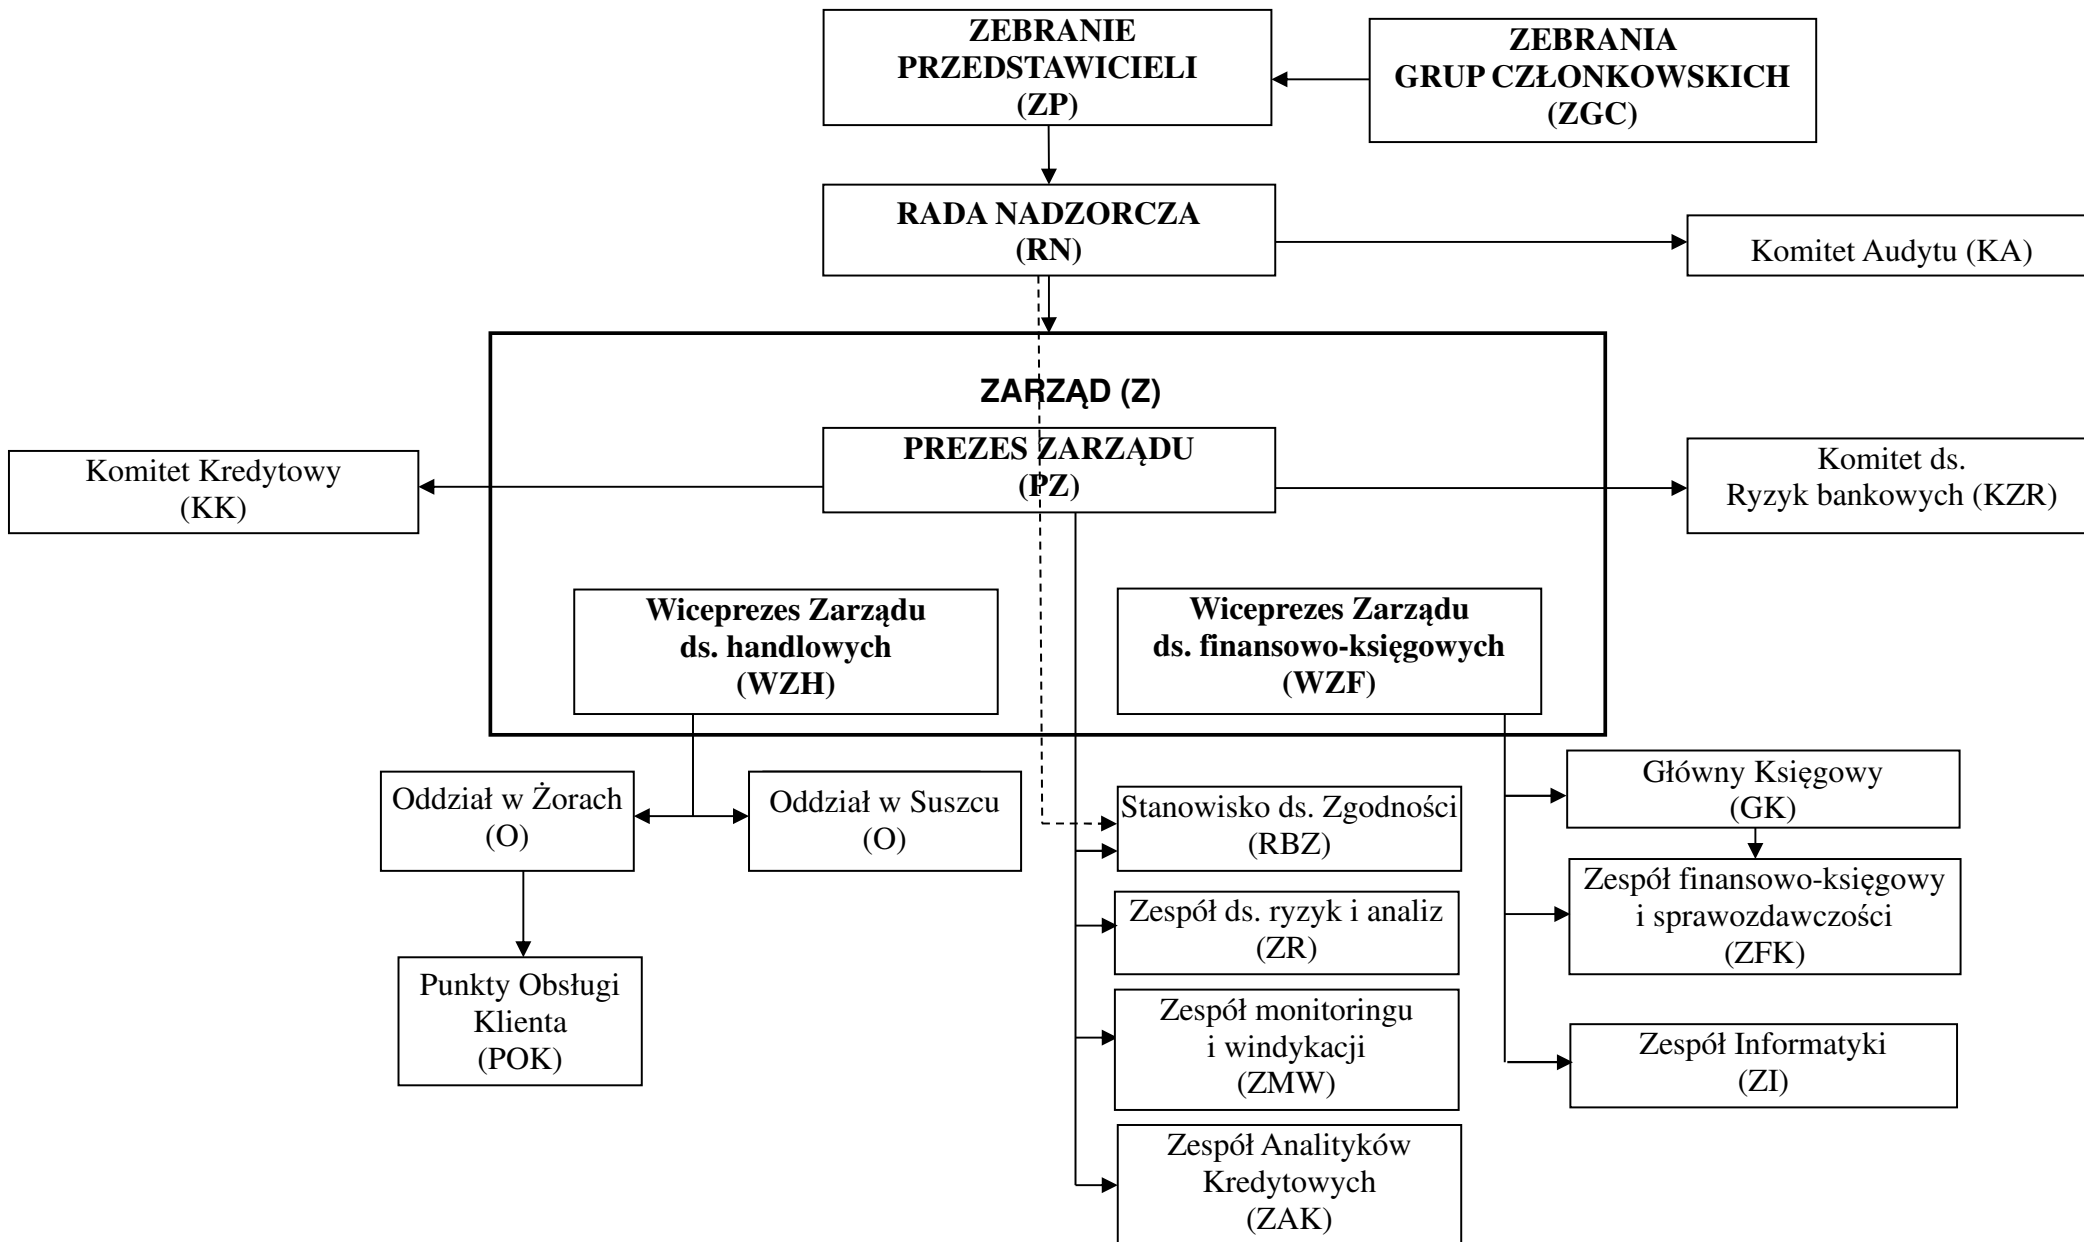 ZEBRANIE
PRZEDSTAWICIELI
(ZP)
ZEBRANIA
GRUP CZŁONKOWSKICH
(ZGC)
RADA NADZORCZA
(RN)
Komitet Audytu (KA)
ZARZĄD (Z)
PREZES ZARZĄDU
(PZ)
Komitet Kredytowy
(KK)
Komitet ds.
Ryzyk bankowych (KZR)
Wiceprezes Zarządu
ds. handlowych
(WZH)
Wiceprezes Zarządu
ds. finansowo-księgowych
(WZF)
Oddział w Żorach
(O)
Oddział w Suszcu
(O)
Punkty Obsługi
Klienta
(POK)
Stanowisko ds. Zgodności
(RBZ)
Zespół ds. ryzyk i analiz
(ZR)
Zespół monitoringu
i windykacji
(ZMW)
Zespół Analityków
Kredytowych
(ZAK)
Główny Księgowy
(GK)
Zespół finansowo-księgowy
i sprawozdawczości
(ZFK)
Zespół Informatyki
(ZI)